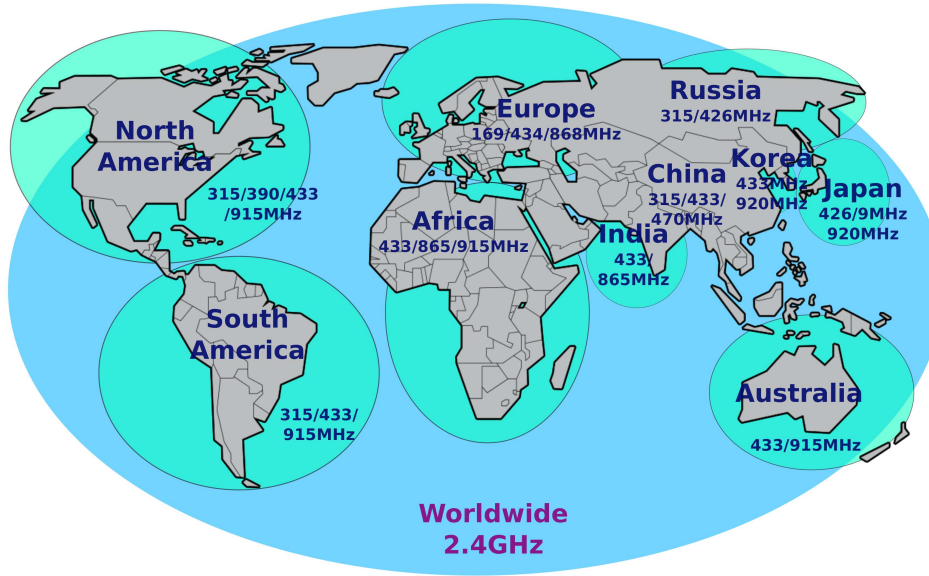 North
America
315/390/433
/915MHz
Europe
169/434/868MHz
Russia
315/426MHz
Korea
433MHz
920MHz
China
315/433/
470MHz
Japan
426/9MHz
920MHz
Africa
433/865/915MHz
India
433/
865MHz
South
America
315/433/
915MHz
Australia
433/915MHz
Worldwide
2.4GHz